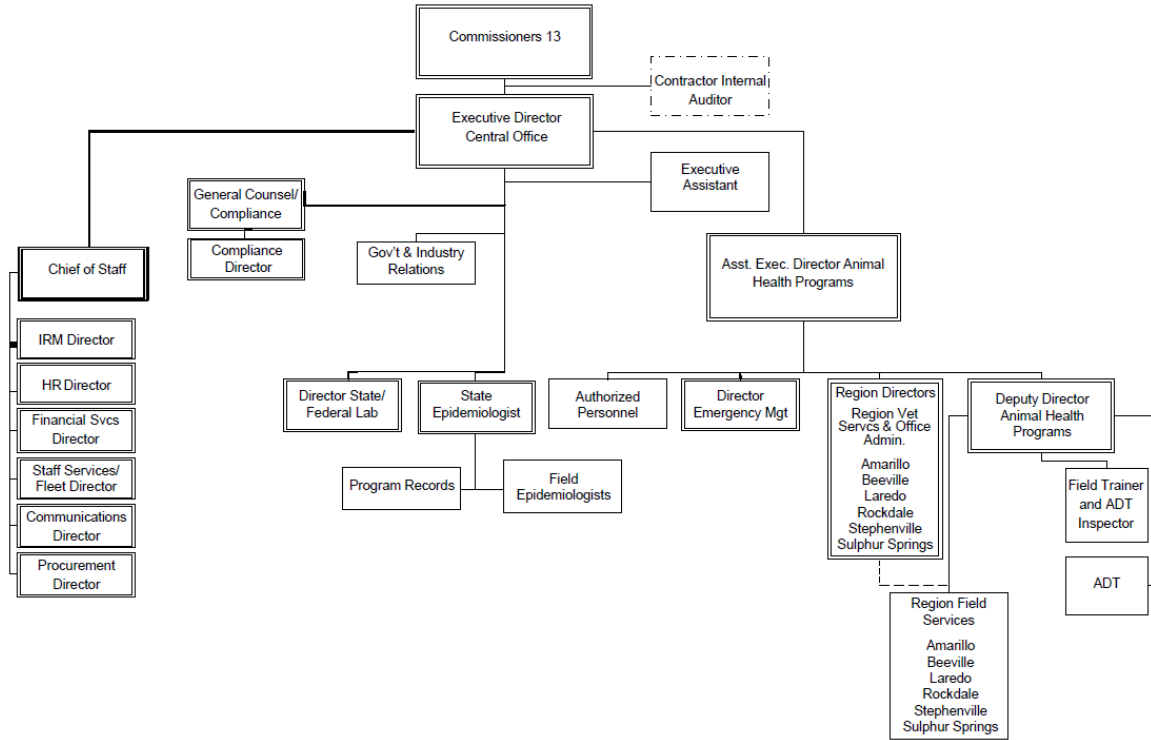 Commissioners 13
Contractor Internal
Auditor
Executive Director
Central Office
Executive
Assistant
General Counsel/
Compliance
Compliance
Director
Gov't & Industry
Relations
Chief of Staff
Asst. Exec. Director Animal
Health Programs
IRM Director
HR Director
Financial Svcs
Director
Staff Services/
Fleet Director
Communications
Director
Procurement
Director
Director State/
Federal Lab
State
Epidemiologist
Program Records
Field
Epidemiologists
Authorized
Personnel
Director
Emergency Mgt
Region Directors
Region Vet
Servcs & Office
Admin.
Amarillo
Beeville
Laredo
Rockdale
Stephenville
Sulphur Springs
Deputy Director
Animal Health
Programs
Field Trainer
and ADT
Inspector
ADT
Region Field
Services
Amarillo
Beeville
Laredo
Rockdale
Stephenville
Sulphur Springs